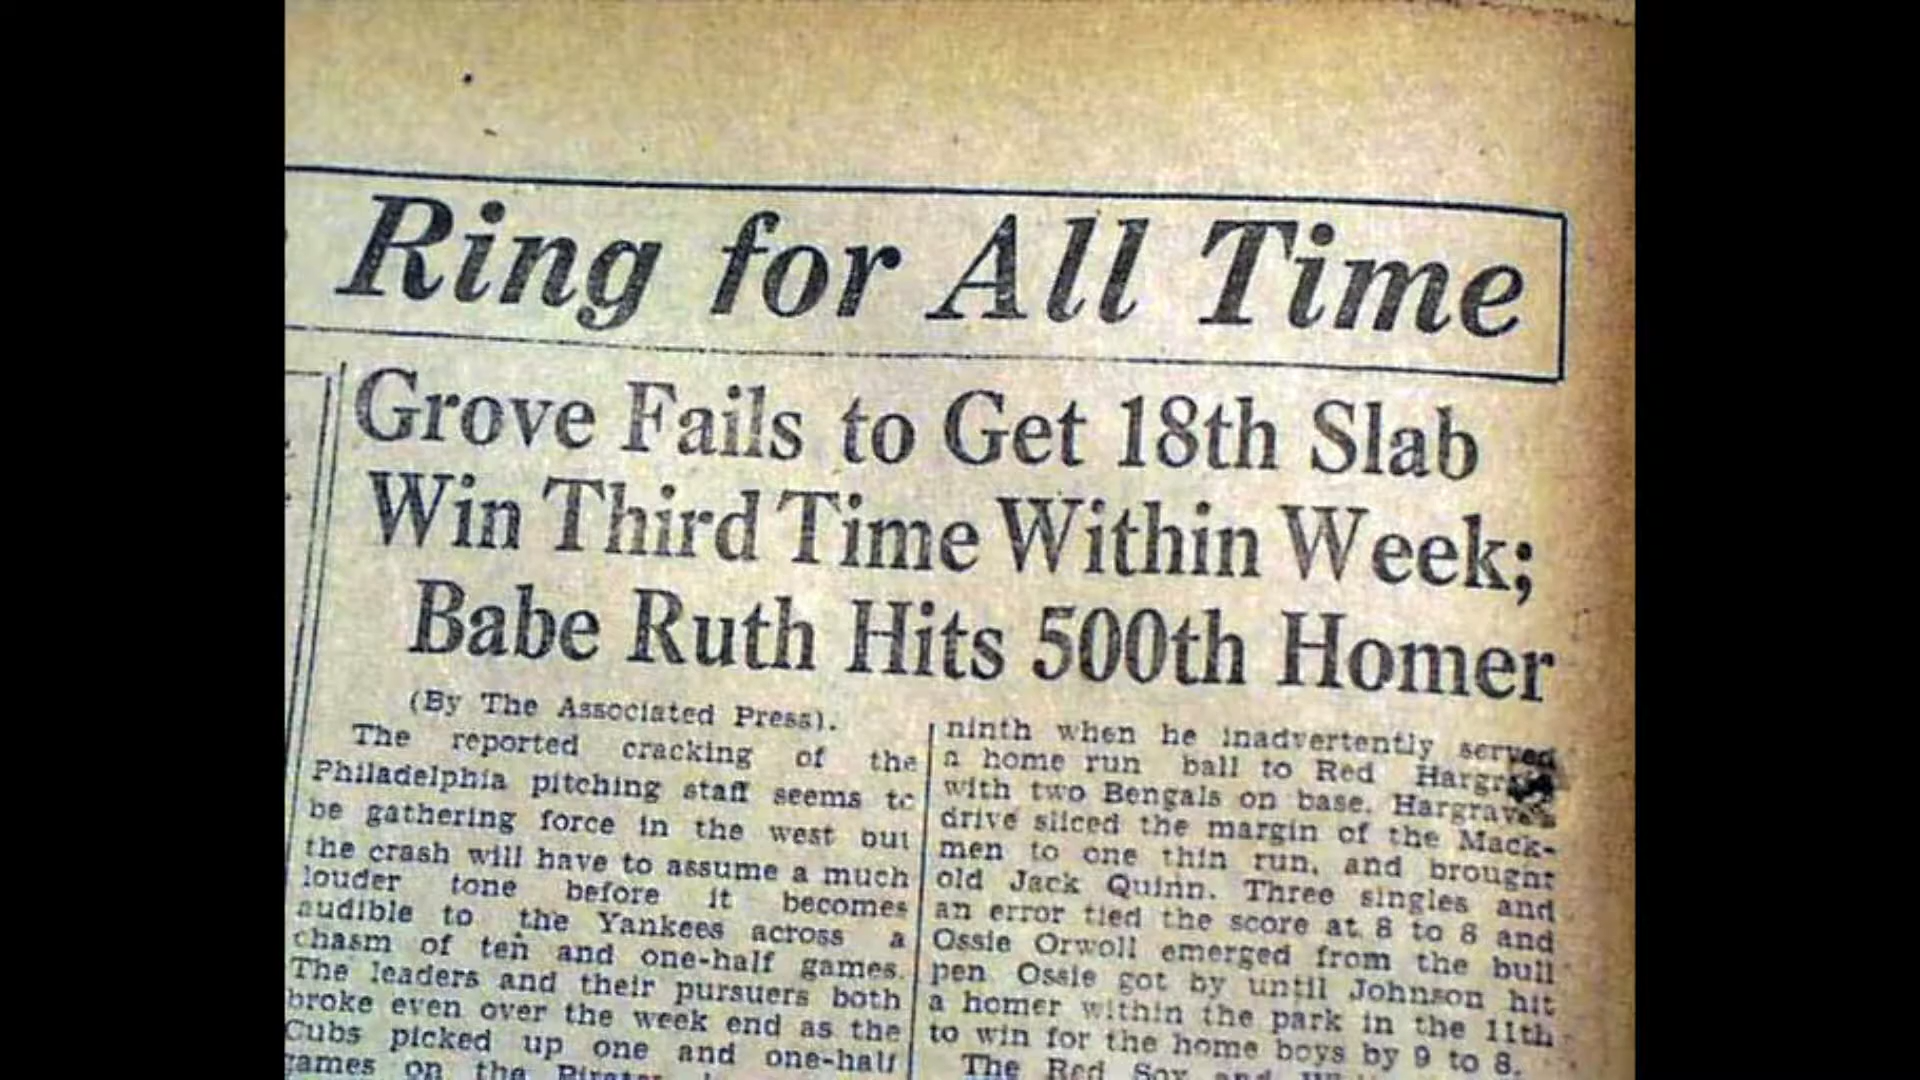 Ring for All Time
Grove Fails to Get 18th Slab
Win Third Time Within Week;
Babe Ruth Hits 500th Homer
(By The Associated Press).
The reported cracking of the
Philadelphia pitching staff seems to
be gathering force in the west but
the crash will have to assume a much
louder tone before it becomes
audible to the Yankees across a
chasm of ten and one-half games.
The leaders and their pursuers both
broke even over the week end as the
Cubs picked up one and one-half
games on the
ninth when he inadvertently served
a home run ball to Red
with two Bengals on base. Hargrave's
drive sliced the margin of the Mack-
men to one thin run, and brought
old Jack Quinn. Three singles and
an error tied the score at 8 to 8 and
Ossie Orwoll emerged from the bull
pen Ossie got by until Johnson hit
a homer within the park in the 11th
to win for the home boys by 9 to 8.
The Red Sox and